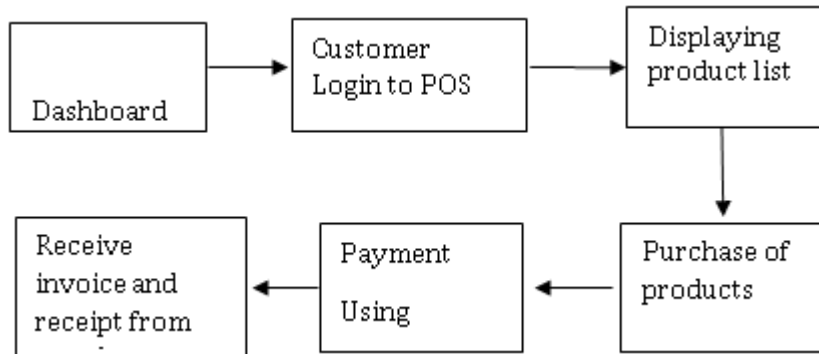 Dashboard
Customer
Login to POS
Displaying
product list
Purchase of
products
Payment
Using
Receive
invoice and
receipt from